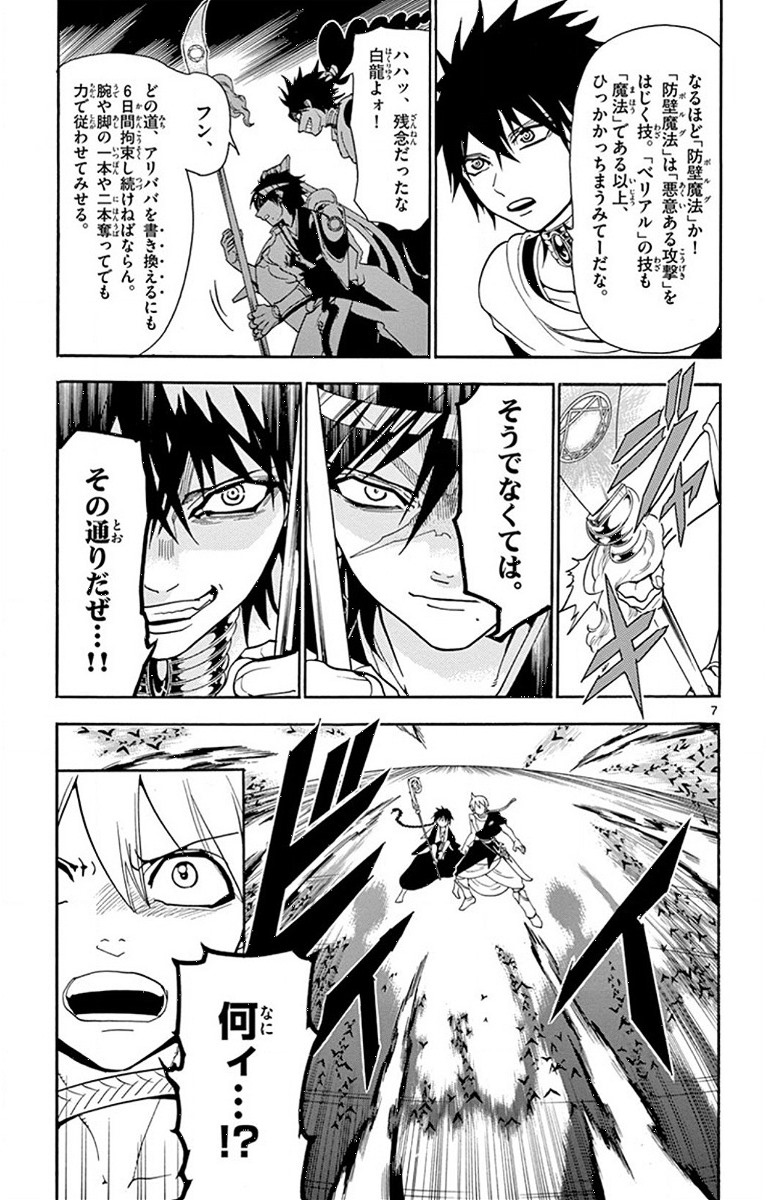 なるほど「防壁魔法」か!
「防壁魔法」は「悪意ある攻撃」を
はじく技。「ベリアル」の技も
「魔法」である以上、
ひっかかっちまうみてーだな。
ハハッ、残念だったな
白龍よォ!
フン、
どの道、アリババを書き換えるにも
6日間拘束し続けねばならん。
腕や脚の一本や二本奪ってでも
力で従わせてみせる。
そうでなくては。
その通りだぜ…!!
7
ドドド
何ィ…!?